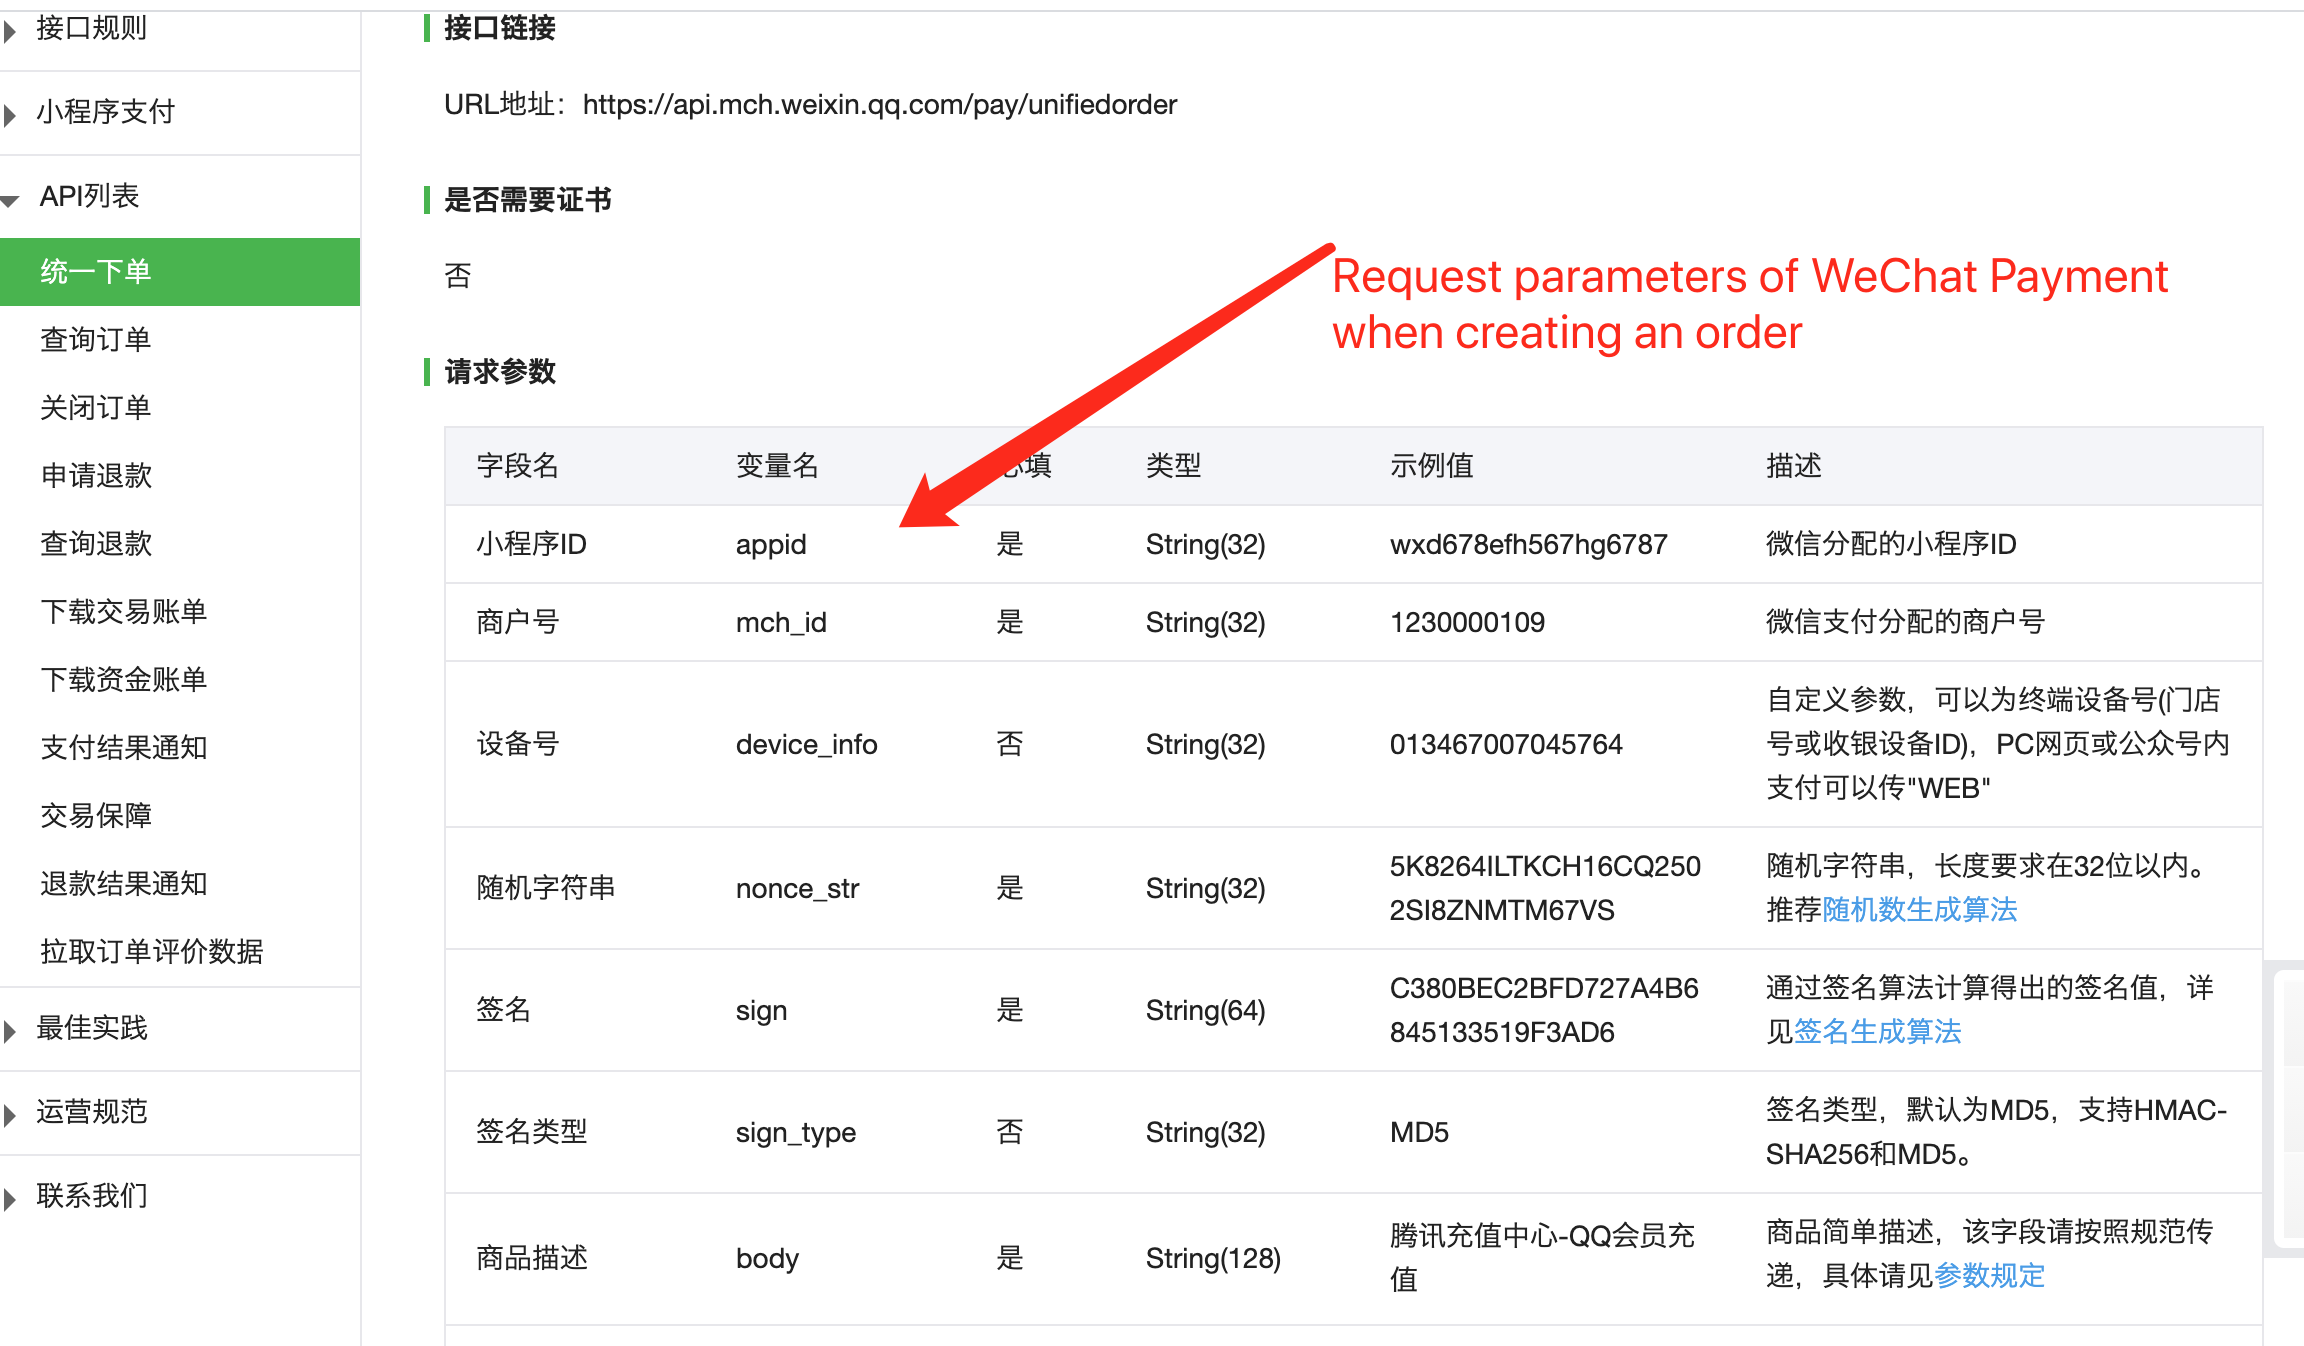 接口规则
小程序支付
API列表
统一下单
查询订单
关闭订单
申请退款
查询退款
下载交易账单
下载资金账单
支付结果通知
交易保障
退款结果通知
拉取订单评价数据
最佳实践
运营规范
联系我们
接口链接
URL地址：https://api.mch.weixin.qq.com/pay/unifiedorder
是否需要证书
否
Request parameters of WeChat Payment
when creating an order
请求参数
字段名 变量名 必填 类型 示例值 描述
小程序ID appid 是 String(32) wxd678efh567hg6787 微信分配的小程序ID
商户号 mch_id 是 String(32) 1230000109 微信支付分配的商户号
设备号 device_info 否 String(32) 013467007045764 自定义参数，可以为终端设备号(门店
号或收银设备ID)，PC网页或公众号内
支付可以传"WEB"
随机字符串 nonce_str 是 String(32) 5K8264ILTKCH16CQ250
2SI8ZNMTM67VS
随机字符串，长度要求在32位以内。
推荐随机数生成算法
签名 sign 是 String(64) C380BEC2BFD727A4B6
845133519F3AD6
通过签名算法计算得出的签名值，详
见签名生成算法
签名类型 sign_type 否 String(32) MD5 签名类型，默认为MD5，支持HMAC-
SHA256和MD5。
商品描述 body 是 String(128) 腾讯充值中心-QQ会员充
值
商品简单描述，该字段请按照规范传
递，具体请见参数规定